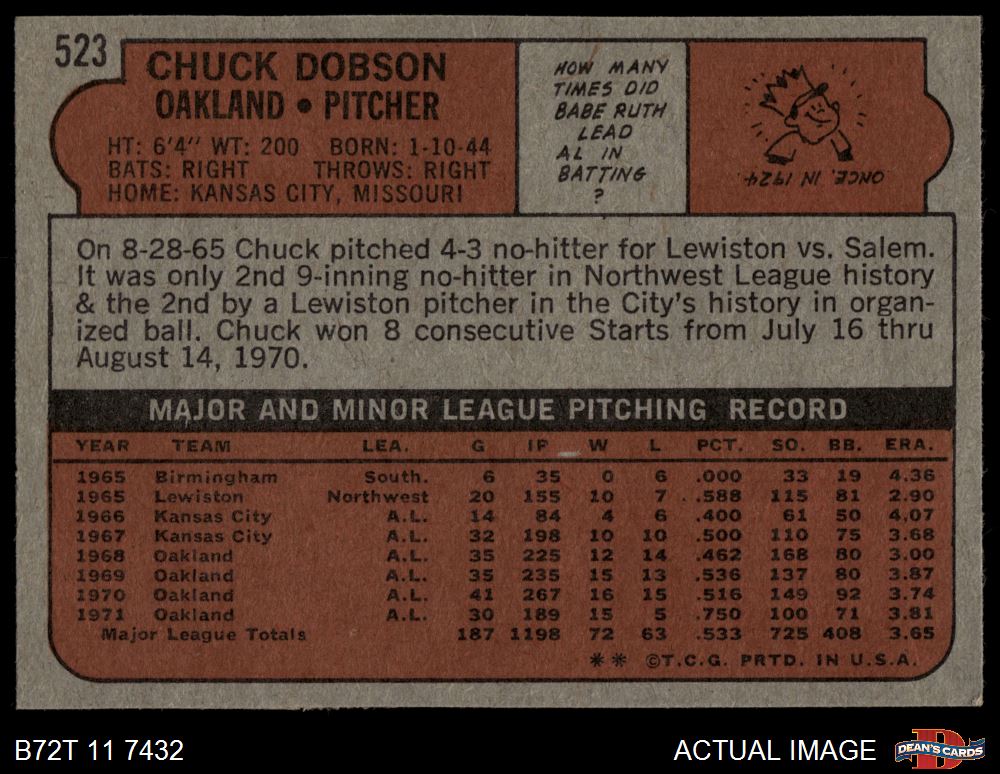 523
CHUCK DOBSON
OAKLAND • PITCHER
HT: 6'4" WT: 200 BORN: 1-10-44
BATS: RIGHT THROWS: RIGHT
HOME: KANSAS CITY, MISSOURI
HOW MANY
TIMES DID
BABE RUTH
LEAD
AL IN
BATTING
?
ONCE, IN 1924.
On 8-28-65 Chuck pitched 4-3 no-hitter for Lewiston vs. Salem.
It was only 2nd 9-inning no-hitter in Northwest League history
& the 2nd by a Lewiston pitcher in the City's history in organ-
ized ball. Chuck won 8 consecutive Starts from July 16 thru
August 14, 1970.
MAJOR AND MINOR LEAGUE PITCHING RECORD
YEAR TEAM LEA. G IP W L PCT. SO. BB. ERA.
1965 Birmingham South. 6 35 0 6 .000 33 19 4.36
1965 Lewiston Northwest 20 155 10 7 .588 115 81 2.90
1966 Kansas City A.L. 14 84 4 6 .400 61 50 4.07
1967 Kansas City A.L. 32 198 10 10 .500 110 75 3.68
1968 Oakland A.L. 35 225 12 14 .462 168 80 3.00
1969 Oakland A.L. 35 235 15 13 .536 137 80 3.87
1970 Oakland A.L. 41 267 16 15 .516 149 92 3.74
1971 Oakland A.L. 30 189 15 5 .750 100 71 3.81
Major League Totals 187 1198 72 63 .533 725 408 3.65
** ©T.C.G. PRTD. IN U.S.A.
B72T 11 7432 ACTUAL IMAGE D DEAN'S CARDS